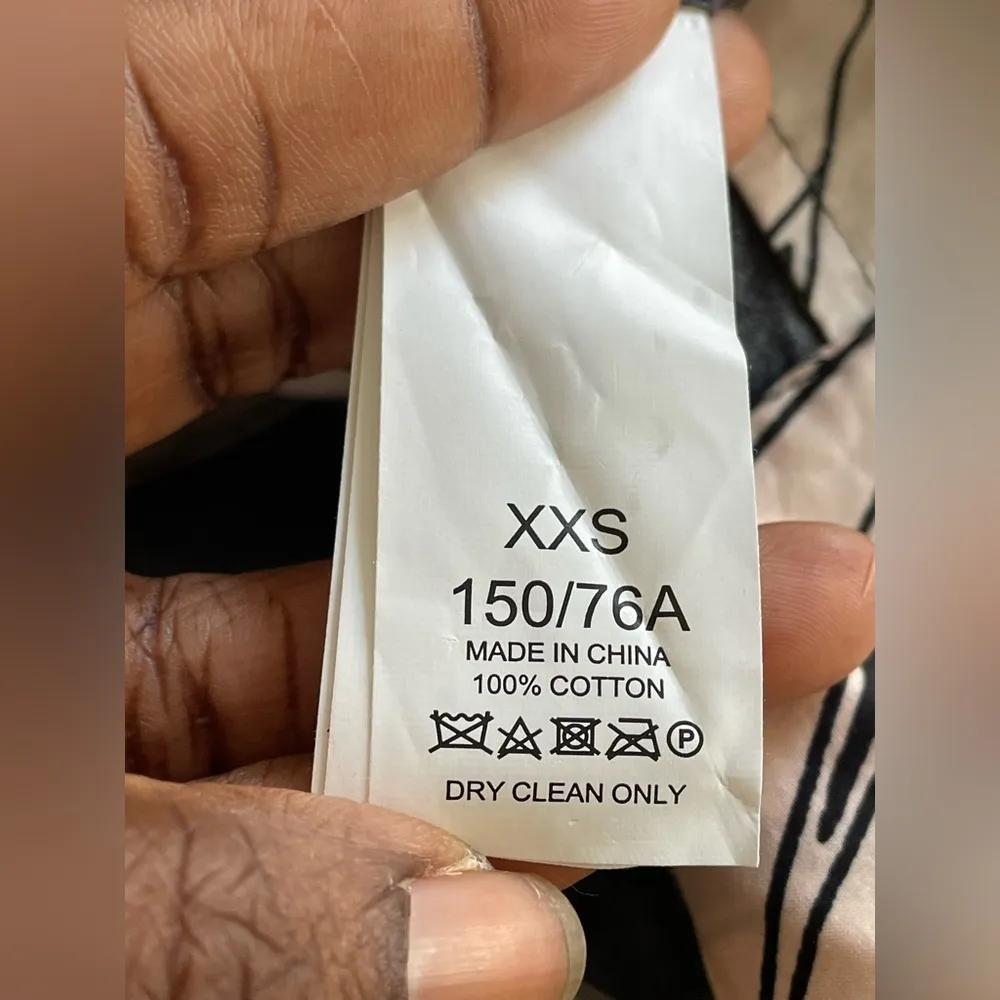 XXS
150/76A
MADE IN CHINA
100% COTTON
P
DRY CLEAN ONLY